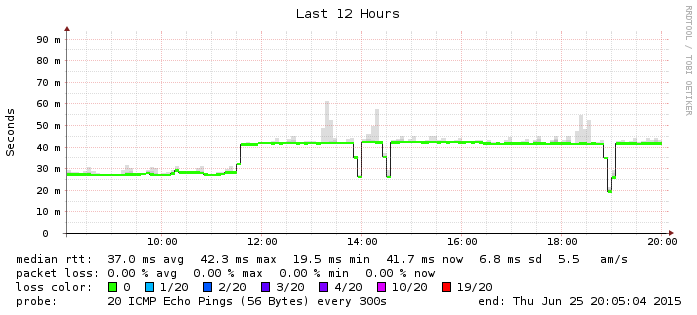 Last 12 Hours
RRDTOOL / TOBI OETIKER
Seconds
90 m
80 m
70 m
60 m
50 m
40 m
30 m
20 m
10 m
0
10:00 12:00 14:00 16:00 18:00 20:00
median rtt: 37.0 ms avg 42.3 ms max 19.5 ms min 41.7 ms now 6.8 ms sd 5.5 am/s
packet loss: 0.00 % avg 0.00 % max 0.00 % min 0.00 % now
loss color: 0 1/20 2/20 3/20 4/20 10/20 19/20
probe: 20 ICMP Echo Pings (56 Bytes) every 300s end: Thu Jun 25 20:05:04 2015